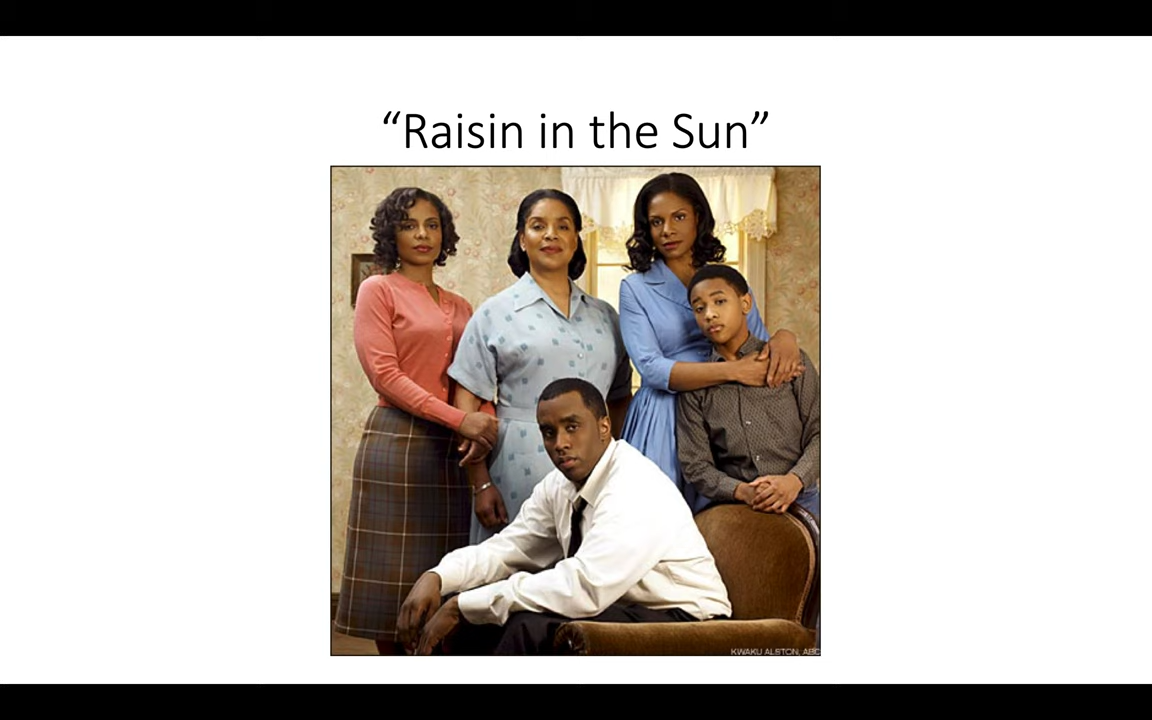 “Raisin in the Sun”
KWAKU ALSTON, ABC